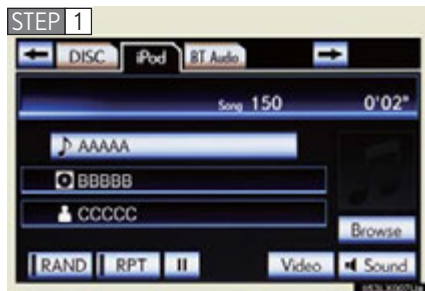 STEP 1
DISC iPod BT Audio
Song 150 0'02"
AAAAA
BBBBB
CCCCC
Browse
RAND RPT Video Sound